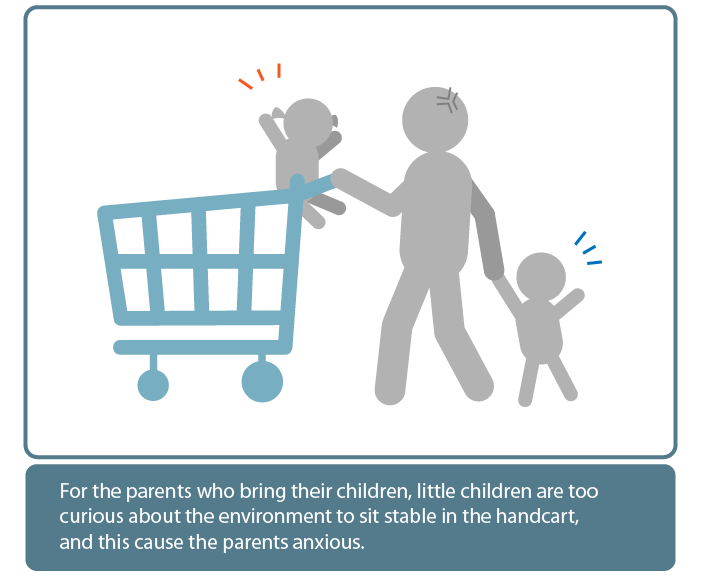 For the parents who bring their children, little children are too
curious about the environment to sit stable in the handcart,
and this cause the parents anxious.